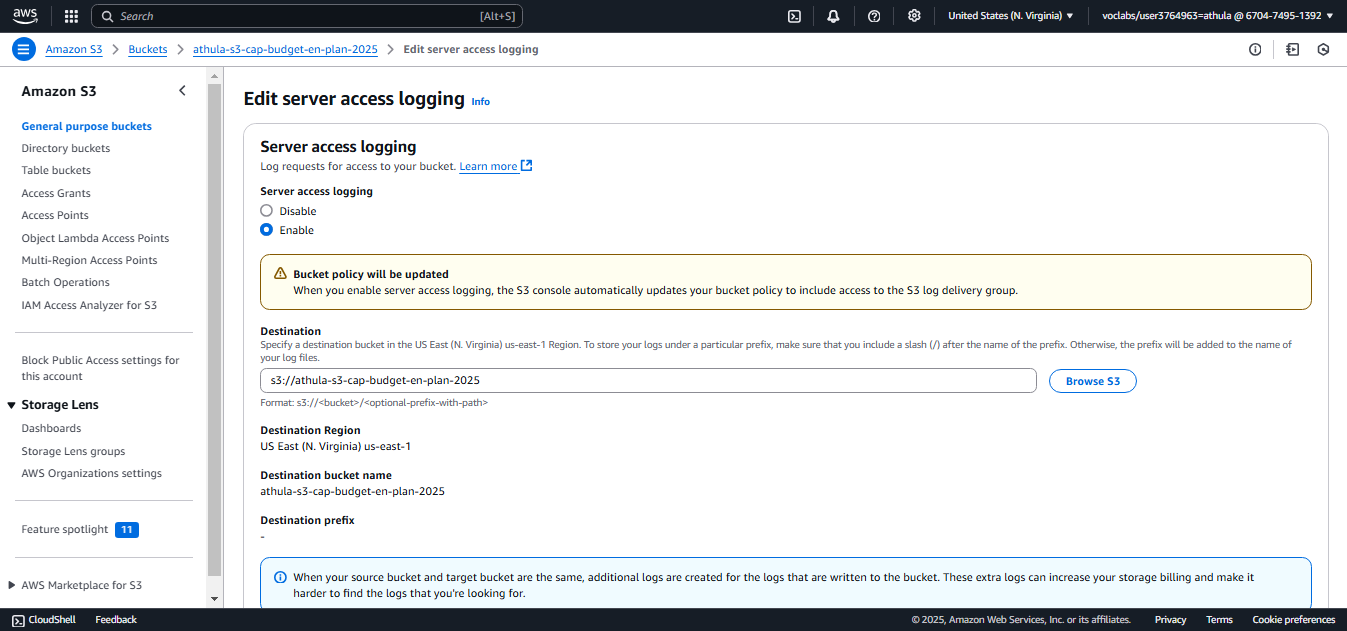 aws
Search
[Alt+S]
United States (N. Virginia)
voclabs/user3764963=athula @ 6704-7495-1392
Amazon S3
Buckets
athula-s3-cap-budget-en-plan-2025
Edit server access logging
Amazon S3
General purpose buckets
Directory buckets
Table buckets
Access Grants
Access Points
Object Lambda Access Points
Multi-Region Access Points
Batch Operations
IAM Access Analyzer for S3
Block Public Access settings for
this account
Storage Lens
Dashboards
Storage Lens groups
AWS Organizations settings
Feature spotlight 11
AWS Marketplace for S3
Edit server access logging Info
Server access logging
Log requests for access to your bucket. Learn more
Server access logging
Disable
Enable
Bucket policy will be updated
When you enable server access logging, the S3 console automatically updates your bucket policy to include access to the S3 log delivery group.
Destination
Specify a destination bucket in the US East (N. Virginia) us-east-1 Region. To store your logs under a particular prefix, make sure that you include a slash (/) after the name of the prefix. Otherwise, the prefix will be added to the name of
your log files.
s3://athula-s3-cap-budget-en-plan-2025
Browse S3
Format: s3://<bucket>/<optional-prefix-with-path>
Destination Region
US East (N. Virginia) us-east-1
Destination bucket name
athula-s3-cap-budget-en-plan-2025
Destination prefix
-
When your source bucket and target bucket are the same, additional logs are created for the logs that are written to the bucket. These extra logs can increase your storage billing and make it
harder to find the logs that you're looking for.
CloudShell
Feedback
© 2025, Amazon Web Services, Inc. or its affiliates.
Privacy
Terms
Cookie preferences